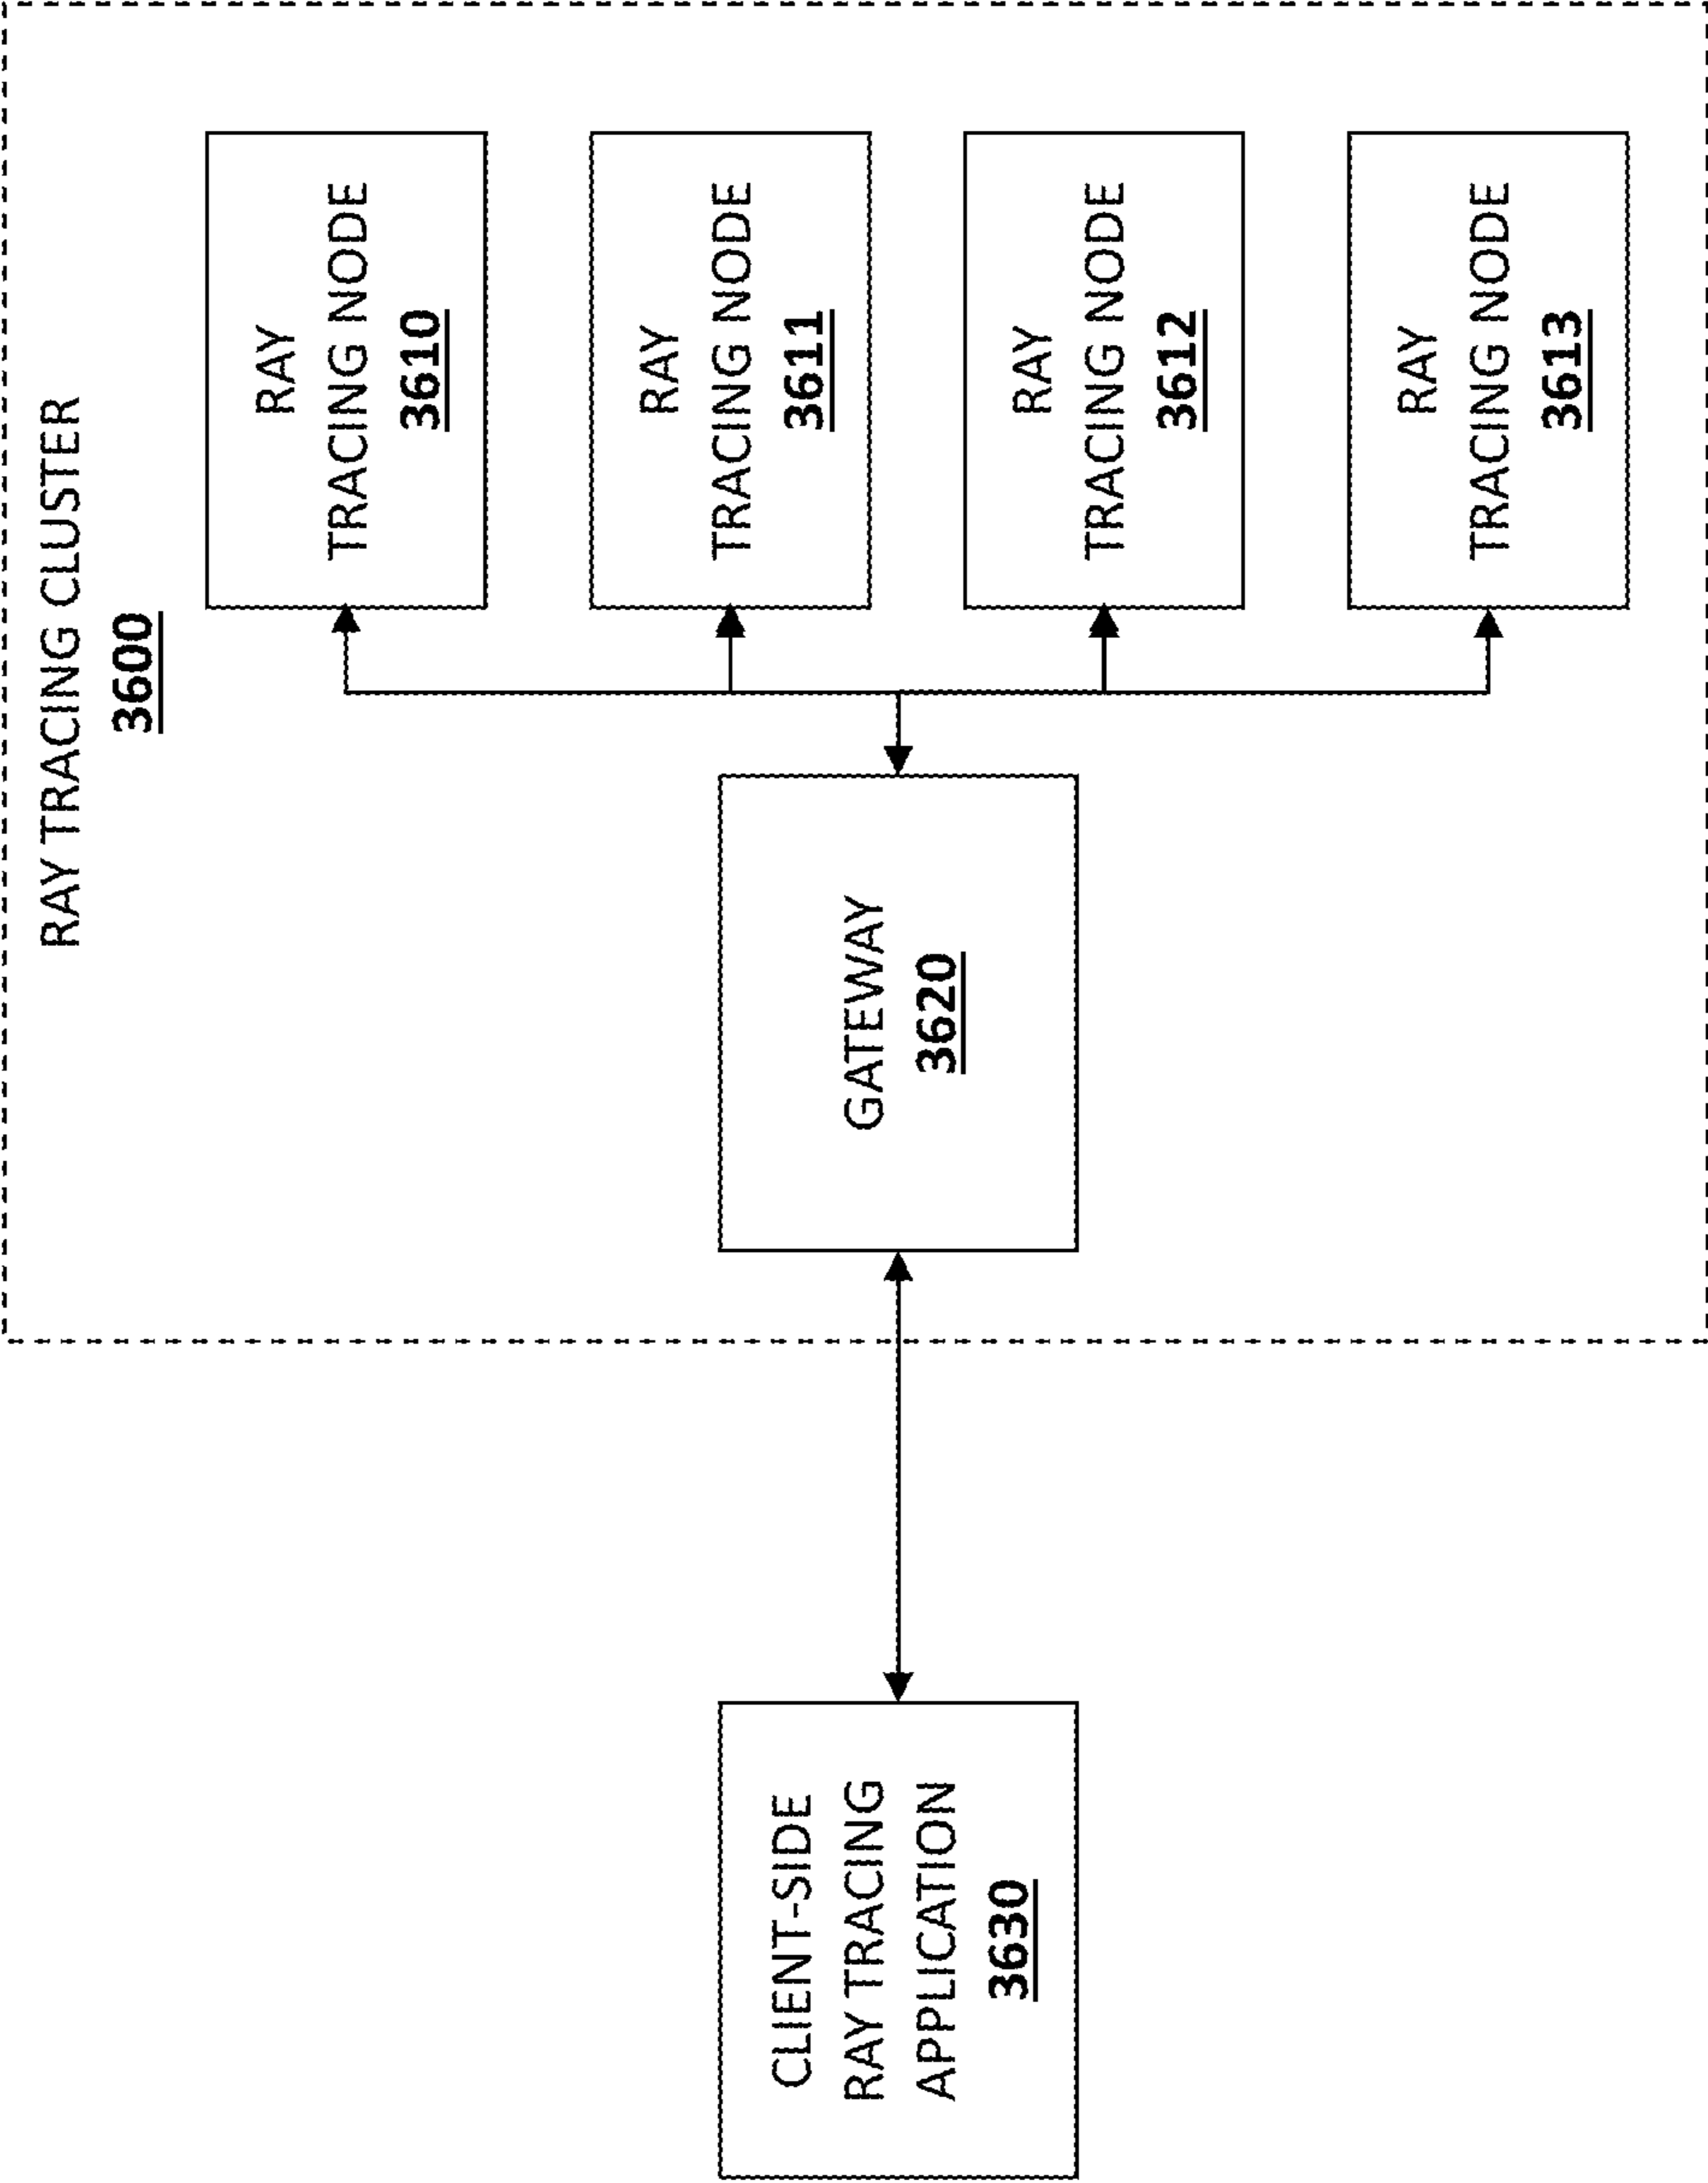 RAY TRACING CLUSTER
3600
RAY
TRACING NODE
3610
RAY
TRACING NODE
3611
RAY
TRACING NODE
3612
RAY
TRACING NODE
3613
GATEWAY
3620
CLIENT-SIDE
RAY TRACING
APPLICATION
3630